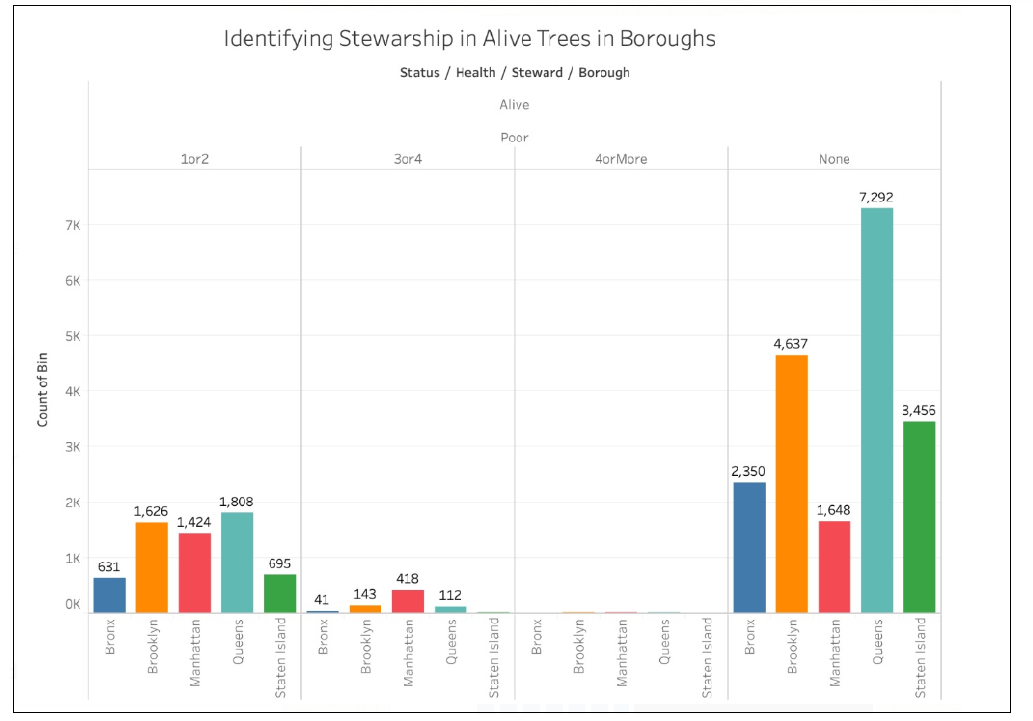 Identifying Stewarship in Alive Trees in Boroughs
Status / Health / Steward / Borough
Alive
Poor
1or2 3or4 4orMore None
7K
6K
5K
4K
3K
2K
1K
0K
Count of Bin
631 1,626 1,424 1,808 695
41 143 418 112
2,350 4,637 1,648 7,292 3,456
Bronx Brooklyn Manhattan Queens Staten Island
Bronx Brooklyn Manhattan Queens Staten Island
Bronx Brooklyn Manhattan Queens Staten Island
Bronx Brooklyn Manhattan Queens Staten Island